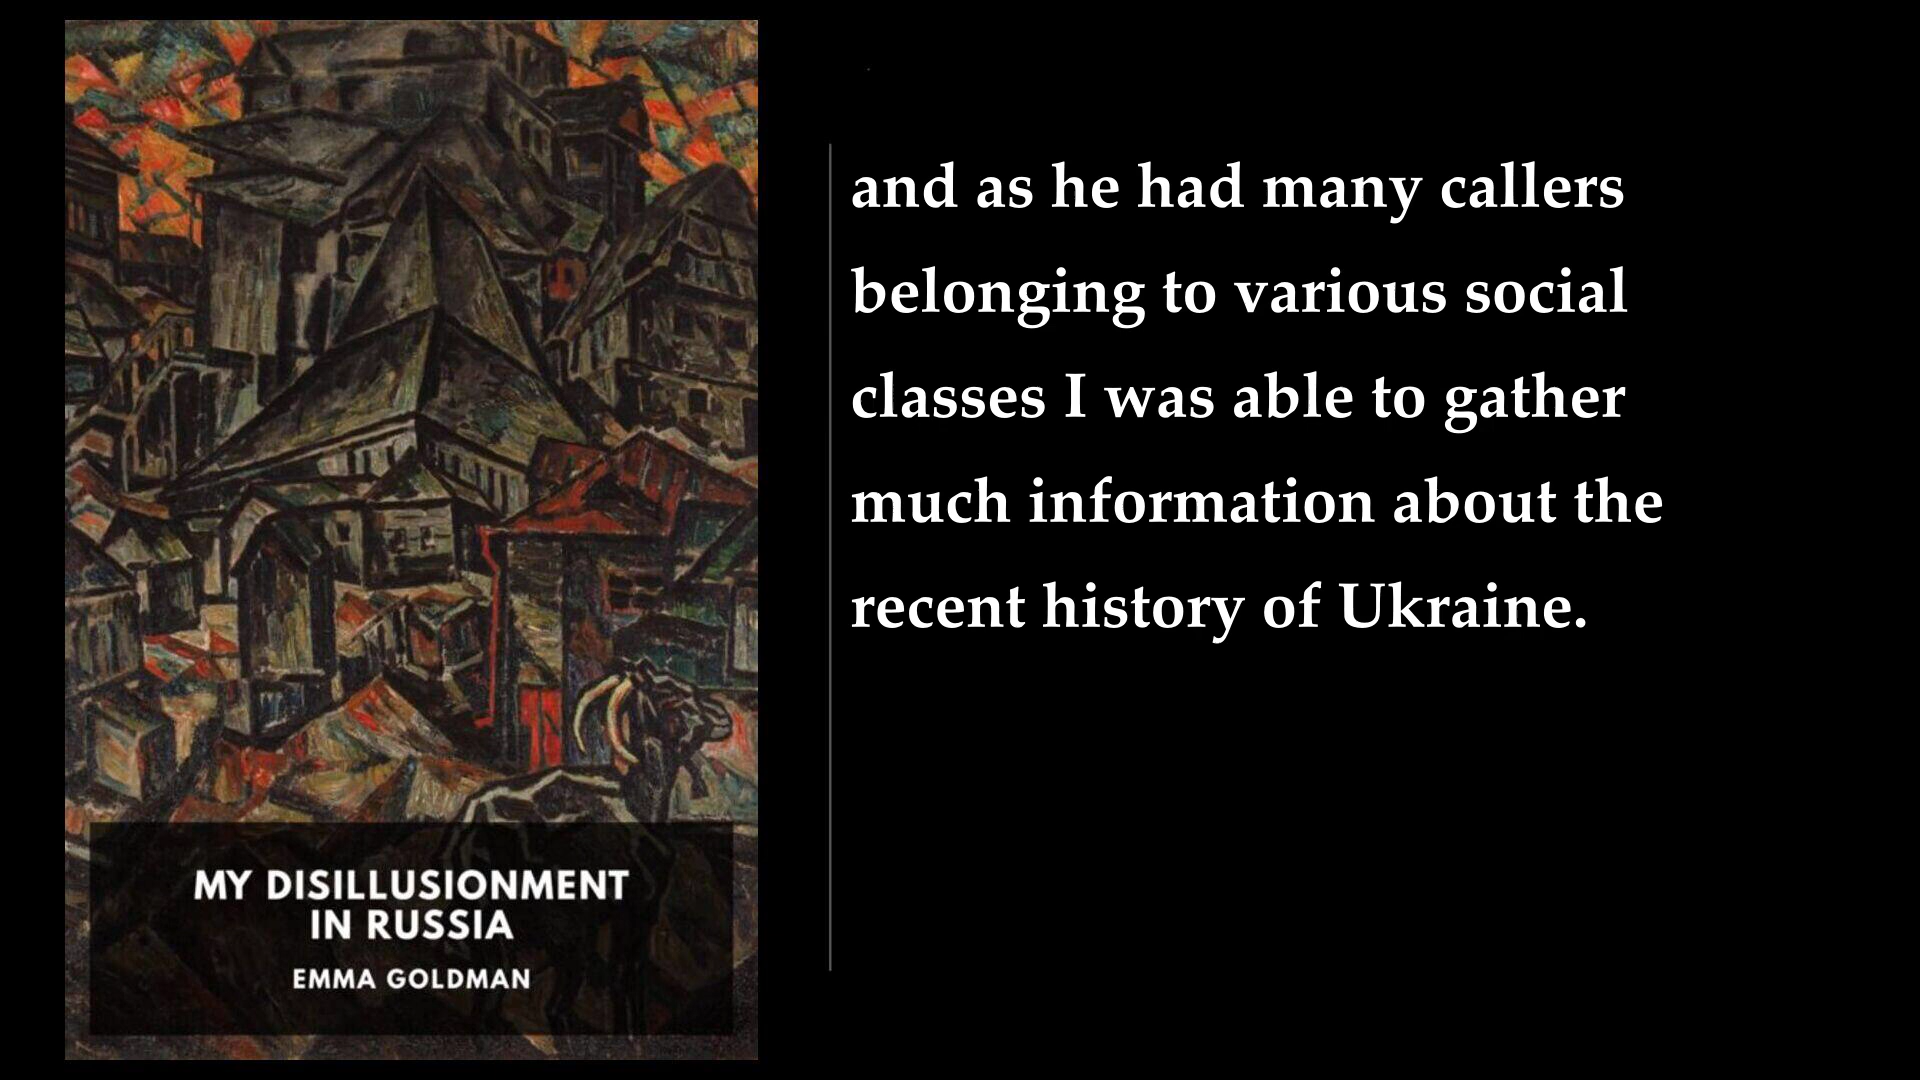 and as he had many callers
belonging to various social
classes I was able to gather
much information about the
recent history of Ukraine.
MY DISILLUSIONMENT
IN RUSSIA
EMMA GOLDMAN